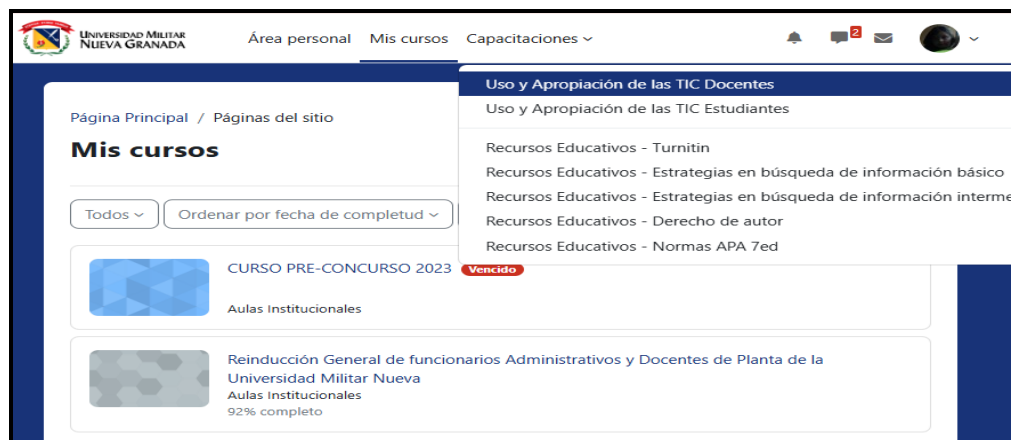 UNIVERSIDAD MILITAR
NUEVA GRANADA
Área personal Mis cursos Capacitaciones
2
Uso y Apropiación de las TIC Docentes
Uso y Apropiación de las TIC Estudiantes
Recursos Educativos - Turnitin
Recursos Educativos - Estrategias en búsqueda de información básico
Recursos Educativos - Estrategias en búsqueda de información interme
Recursos Educativos - Derecho de autor
Recursos Educativos - Normas APA 7ed
Página Principal / Páginas del sitio
Mis cursos
Todos Ordenar por fecha de completud
CURSO PRE-CONCURSO 2023 Vencido
Aulas Institucionales
Reinducción General de funcionarios Administrativos y Docentes de Planta de la
Universidad Militar Nueva
Aulas Institucionales
92% completo